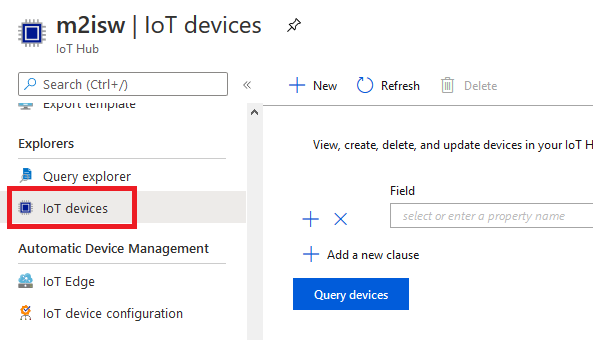 m2isw | IoT devices
IoT Hub
Search (Ctrl+/)
«
New
Refresh
Delete
Export template
Explorers
Query explorer
IoT devices
Automatic Device Management
IoT Edge
IoT device configuration
View, create, delete, and update devices in your IoT H
Field
select or enter a property name
Add a new clause
Query devices